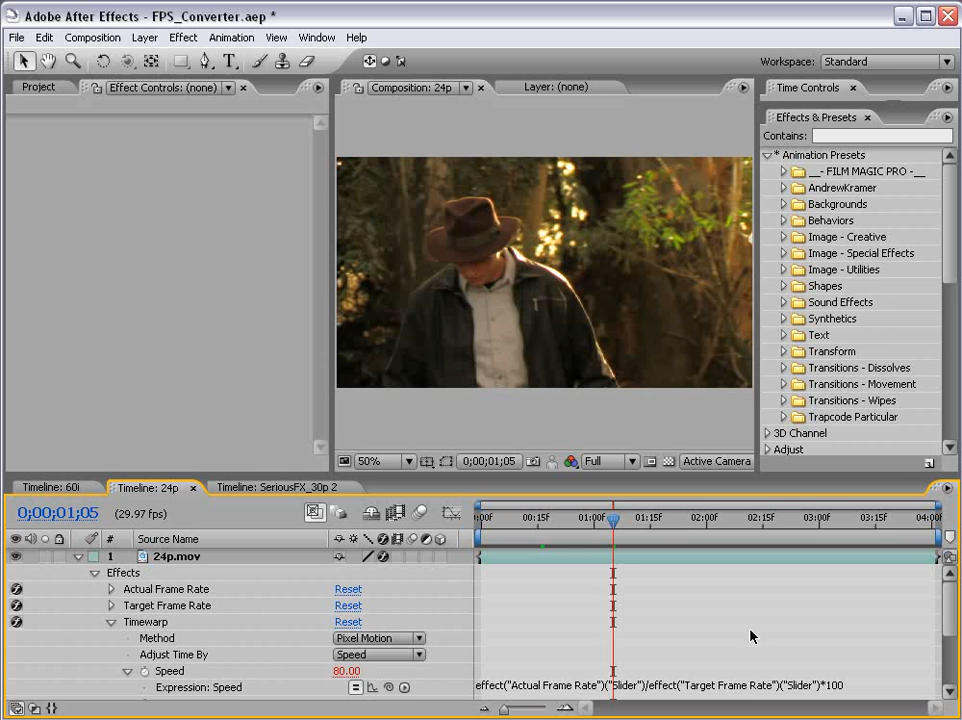 Adobe After Effects - FPS_Converter.aep *
File Edit Composition Layer Effect Animation View Window Help
Workspace: Standard
Project Effect Controls: (none) Composition: 24p Layer: (none) Time Controls
Effects & Presets
Contains:
* Animation Presets
__- FILM MAGIC PRO -__
AndrewKramer
Backgrounds
Behaviors
Image - Creative
Image - Special Effects
Image - Utilities
Shapes
Sound Effects
Synthetics
Text
Transform
Transitions - Dissolves
Transitions - Movement
Transitions - Wipes
Trapcode Particular
3D Channel
Adjust
50% 0;00;01;05 Full Active Camera
Timeline: 60i Timeline: 24p Timeline: SeriousFX_30p 2
0;00;01;05 (29.97 fps)
:00f 00:15f 01:00f 01:15f 02:00f 02:15f 03:00f 03:15f 04:00f
# Source Name
1 24p.mov
Effects
Actual Frame Rate Reset
Target Frame Rate Reset
Timewarp Reset
Method Pixel Motion
Adjust Time By Speed
Speed 80.00
Expression: Speed effect("Actual Frame Rate")("Slider")/effect("Target Frame Rate")("Slider")*100